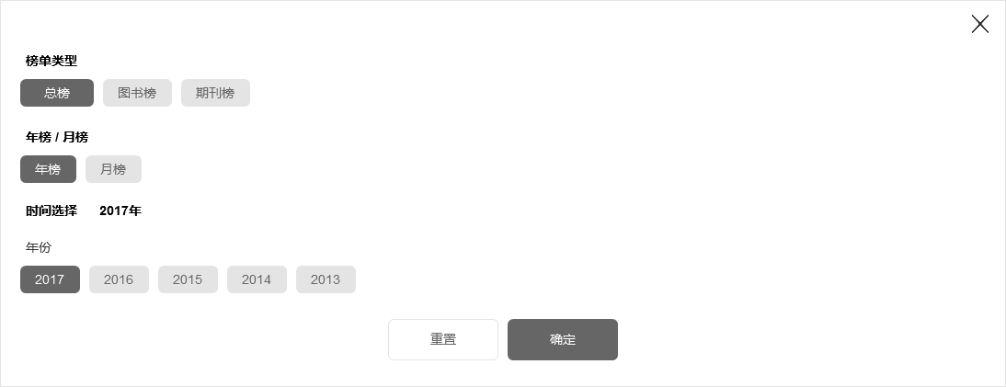 榜单类型
总榜 图书榜 期刊榜
年榜 / 月榜
年榜 月榜
时间选择 2017年
年份
2017 2016 2015 2014 2013
重置 确定